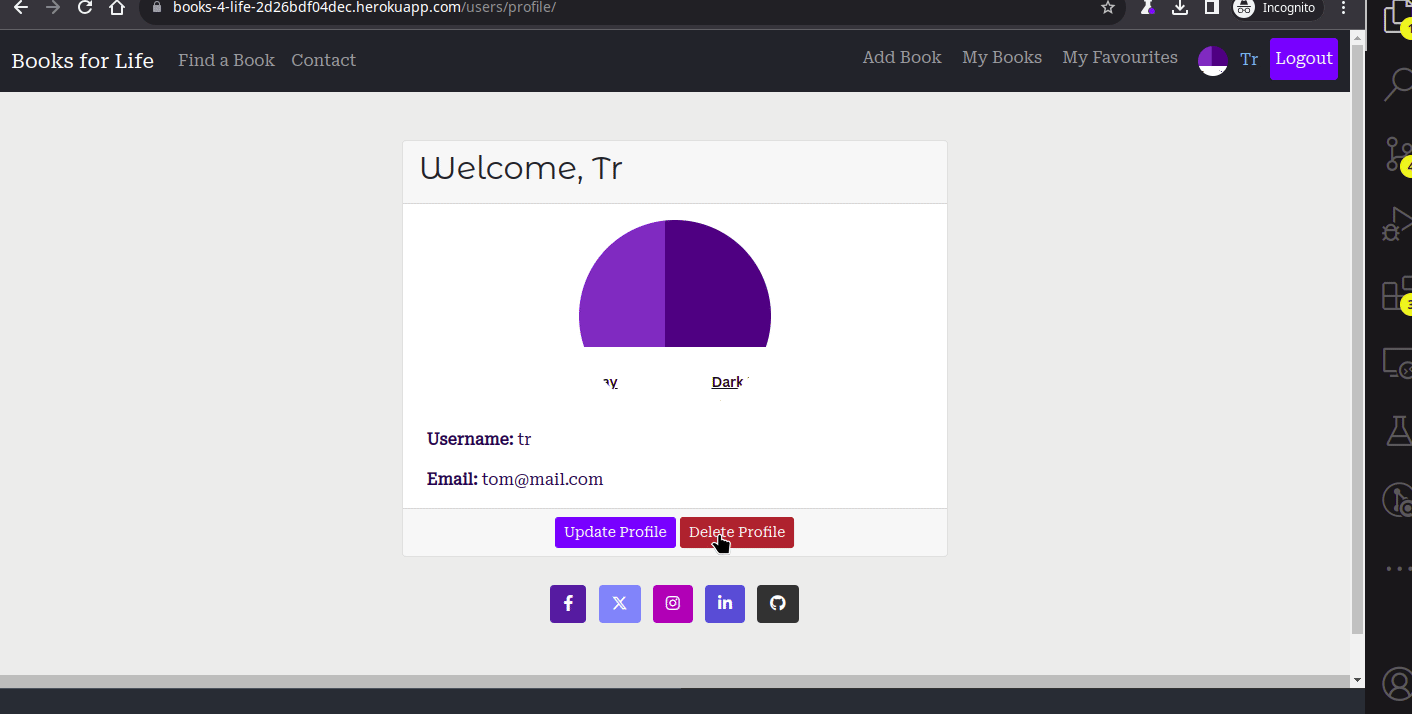 books-4-life-2d26bdf04dec.herokuapp.com/users/profile/
Incognito
Books for Life Find a Book Contact Add Book My Books My Favourites Tr Logout
Welcome, Tr
ay Dark
Username: tr
Email: tom@mail.com
Update Profile Delete Profile